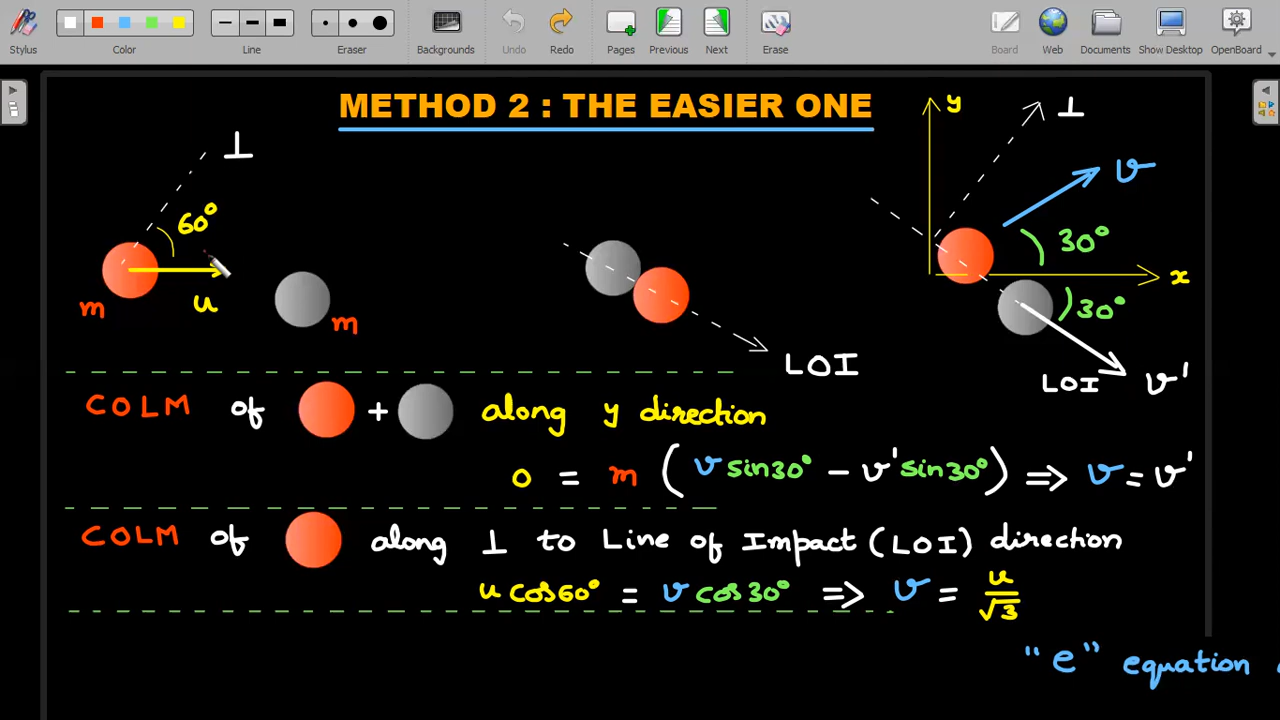 Stylus Color Line Eraser Backgrounds Undo Redo Pages Previous Next Erase Board Web Documents Show Desktop OpenBoard
METHOD 2 : THE EASIER ONE
⊥
60°
u
m
m
LOI
y
⊥
v
30°
x
30°
LOI v'
COLM of + along y direction
0 = m (v sin30° - v' sin30°) ⇒ v = v'
COLM of along ⊥ to Line of Impact (LOI) direction
u cos60° = v cos30° ⇒ v = u/√3
"e" equation